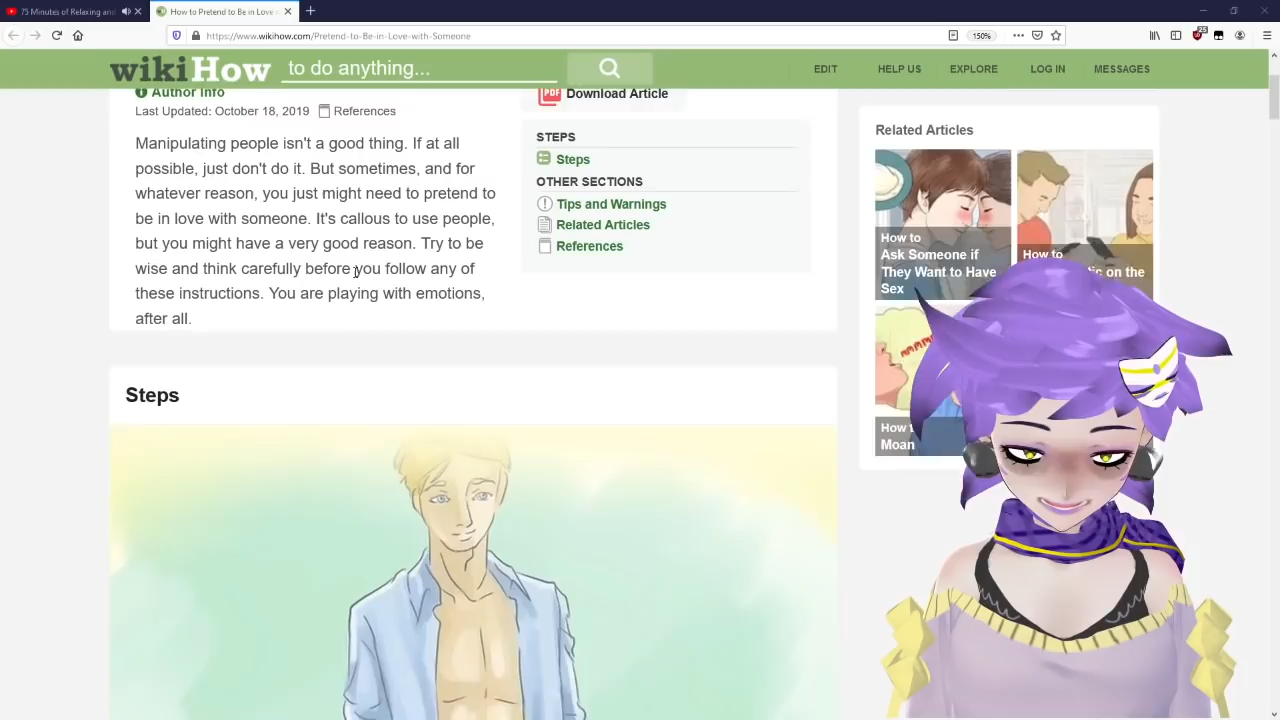 75 Minutes of Relaxing and
How to Pretend to Be in Love
https://www.wikihow.com/Pretend-to-Be-in-Love-with-Someone
150%
wikiHow to do anything...
EDIT
HELP US
EXPLORE
LOG IN
MESSAGES
Author Info
Last Updated: October 18, 2019
References
Manipulating people isn't a good thing. If at all
possible, just don't do it. But sometimes, and for
whatever reason, you just might need to pretend to
be in love with someone. It's callous to use people,
but you might have a very good reason. Try to be
wise and think carefully before you follow any of
these instructions. You are playing with emotions,
after all.
PDF
Download Article
STEPS
Steps
OTHER SECTIONS
Tips and Warnings
Related Articles
References
Related Articles
How to
Ask Someone if
They Want to Have
Sex
How to
on the
Moan
Steps